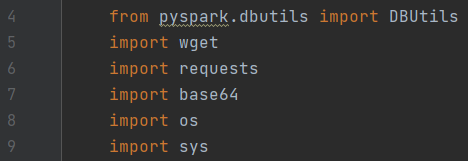 4 from pyspark.dbutils import DBUtils
5 import wget
6 import requests
7 import base64
8 import os
9 import sys